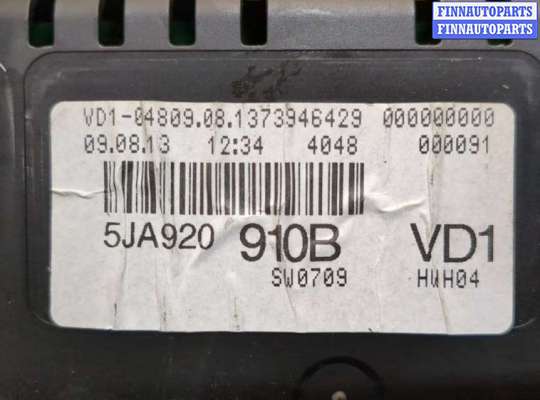 FINNAUTOPARTS
FINNAUTOPARTS
FINNAUTOPARTS
VD1-04809.08.1373946429 000000000
09.08.13 12:34 4048 000091
5JA920 910B VD1
SW0709 HWH04